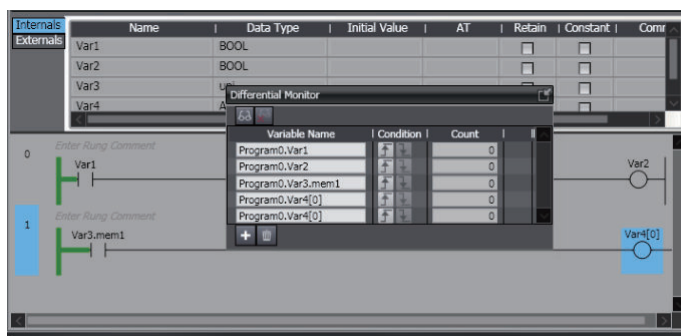 Internals
Externals
Name Data Type Initial Value AT Retain Constant
Var1 BOOL
Var2 BOOL
Var3
Var4
Differential Monitor
Variable Name Condition Count
Program0.Var1 0
Program0.Var2 0
Program0.Var3.mem1 0
Program0.Var4[0] 0
Program0.Var4[0] 0
0 Enter Rung Comment
Var1 Var2
1 Enter Rung Comment
Var3.mem1 Var4[0]